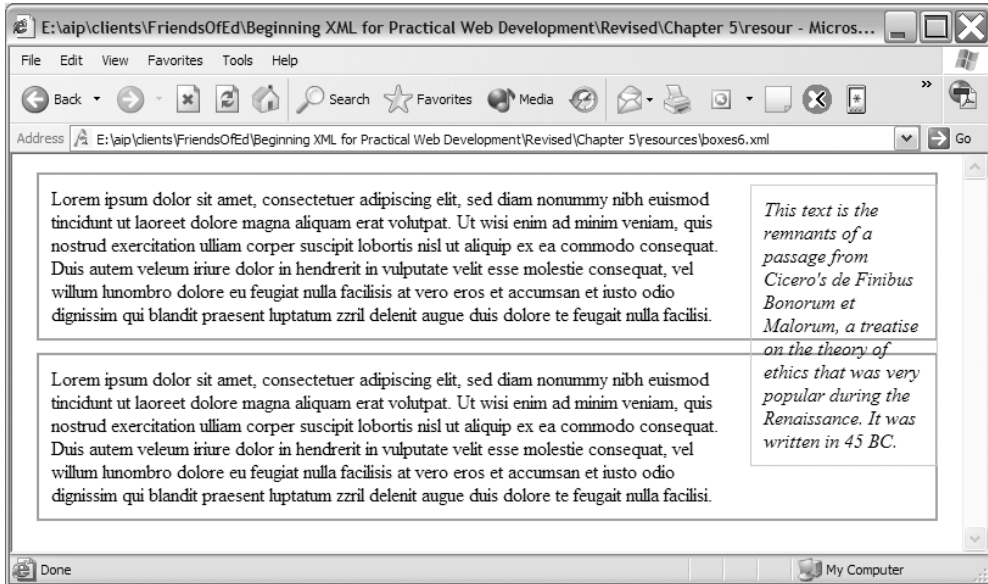 E:\aip\clients\FriendsOfEd\Beginning XML for Practical Web Development\Revised\Chapter 5\resour - Micros...
File Edit View Favorites Tools Help
Back Search Favorites Media
Address E:\aip\clients\FriendsOfEd\Beginning XML for Practical Web Development\Revised\Chapter 5\resources\boxes6.xml Go
Lorem ipsum dolor sit amet, consectetuer adipiscing elit, sed diam nonummy nibh euismod
tincidunt ut laoreet dolore magna aliquam erat volutpat. Ut wisi enim ad minim veniam, quis
nostrud exercitation ulliam corper suscipit lobortis nisl ut aliquip ex ea commodo consequat.
Duis autem veleum iriure dolor in hendrerit in vulputate velit esse molestie consequat, vel
willum lunombro dolore eu feugiat nulla facilisis at vero eros et accumsan et iusto odio
dignissim qui blandit praesent luptatum zzril delenit augue duis dolore te feugait nulla facilisi.
This text is the
remnants of a
passage from
Cicero's de Finibus
Bonorum et
Malorum, a treatise
on the theory of
ethics that was very
popular during the
Renaissance. It was
written in 45 BC.
Lorem ipsum dolor sit amet, consectetuer adipiscing elit, sed diam nonummy nibh euismod
tincidunt ut laoreet dolore magna aliquam erat volutpat. Ut wisi enim ad minim veniam, quis
nostrud exercitation ulliam corper suscipit lobortis nisl ut aliquip ex ea commodo consequat.
Duis autem veleum iriure dolor in hendrerit in vulputate velit esse molestie consequat, vel
willum lunombro dolore eu feugiat nulla facilisis at vero eros et accumsan et iusto odio
dignissim qui blandit praesent luptatum zzril delenit augue duis dolore te feugait nulla facilisi.
Done My Computer